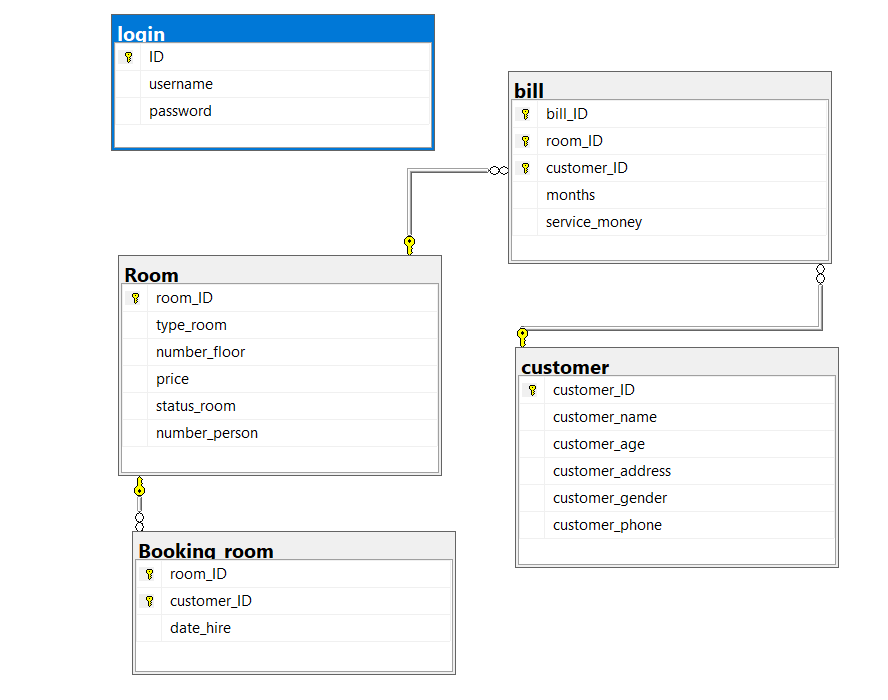 login
ID
username
password
bill
bill_ID
room_ID
customer_ID
months
service_money
Room
room_ID
type_room
number_floor
price
status_room
number_person
customer
customer_ID
customer_name
customer_age
customer_address
customer_gender
customer_phone
Booking_room
room_ID
customer_ID
date_hire